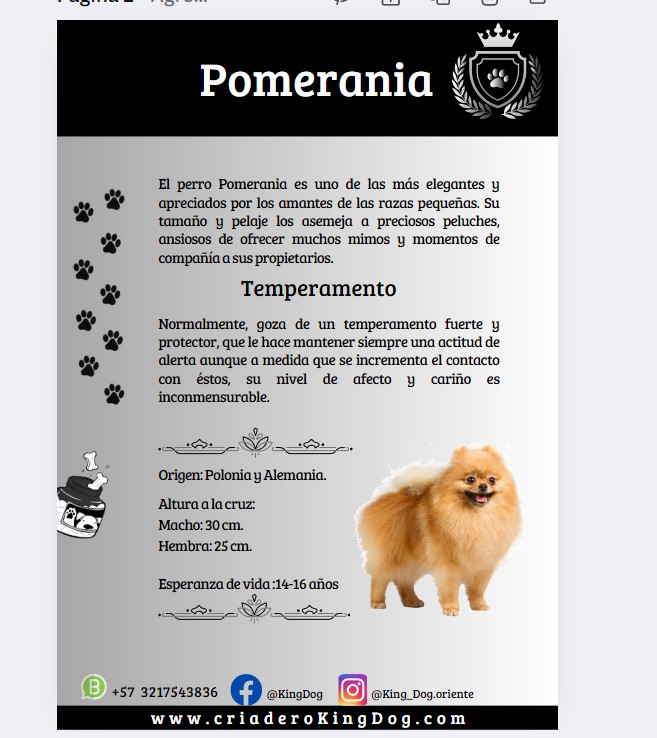 Pomerania
El perro Pomerania es uno de las más elegantes y
apreciados por los amantes de las razas pequeñas. Su
tamaño y pelaje los asemeja a preciosos peluches,
ansiosos de ofrecer muchos mimos y momentos de
compañía a sus propietarios.
Temperamento
Normalmente, goza de un temperamento fuerte y
protector, que le hace mantener siempre una actitud de
alerta aunque a medida que se incrementa el contacto
con éstos, su nivel de afecto y cariño es
inconmensurable.
Origen: Polonia y Alemania.
Altura a la cruz:
Macho: 30 cm.
Hembra: 25 cm.
Esperanza de vida :14-16 años
B +57 3217543836 @KingDog @King_Dog.oriente
www.criaderoKingDog.com